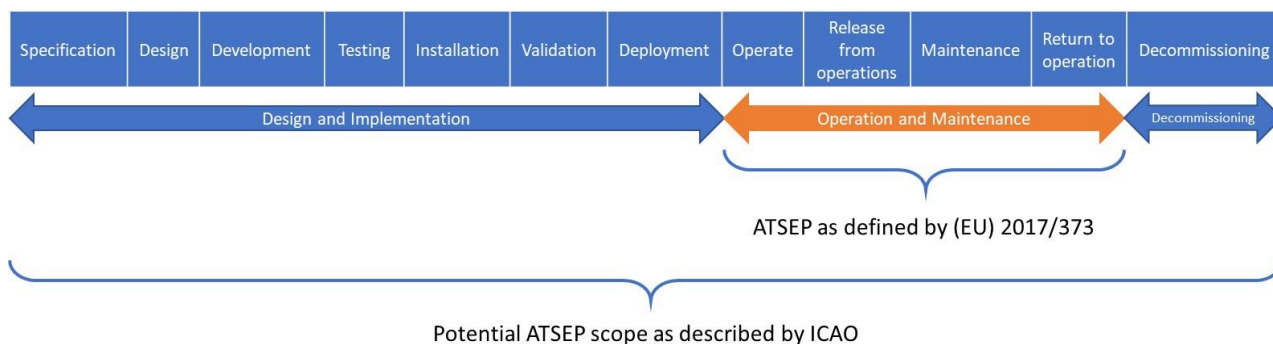 Specification
Design
Development
Testing
Installation
Validation
Deployment
Operate
Release
from
operations
Maintenance
Return to
operation
Decommissioning
Design and Implementation
Operation and Maintenance
Decommissioning
ATSEP as defined by (EU) 2017/373
Potential ATSEP scope as described by ICAO